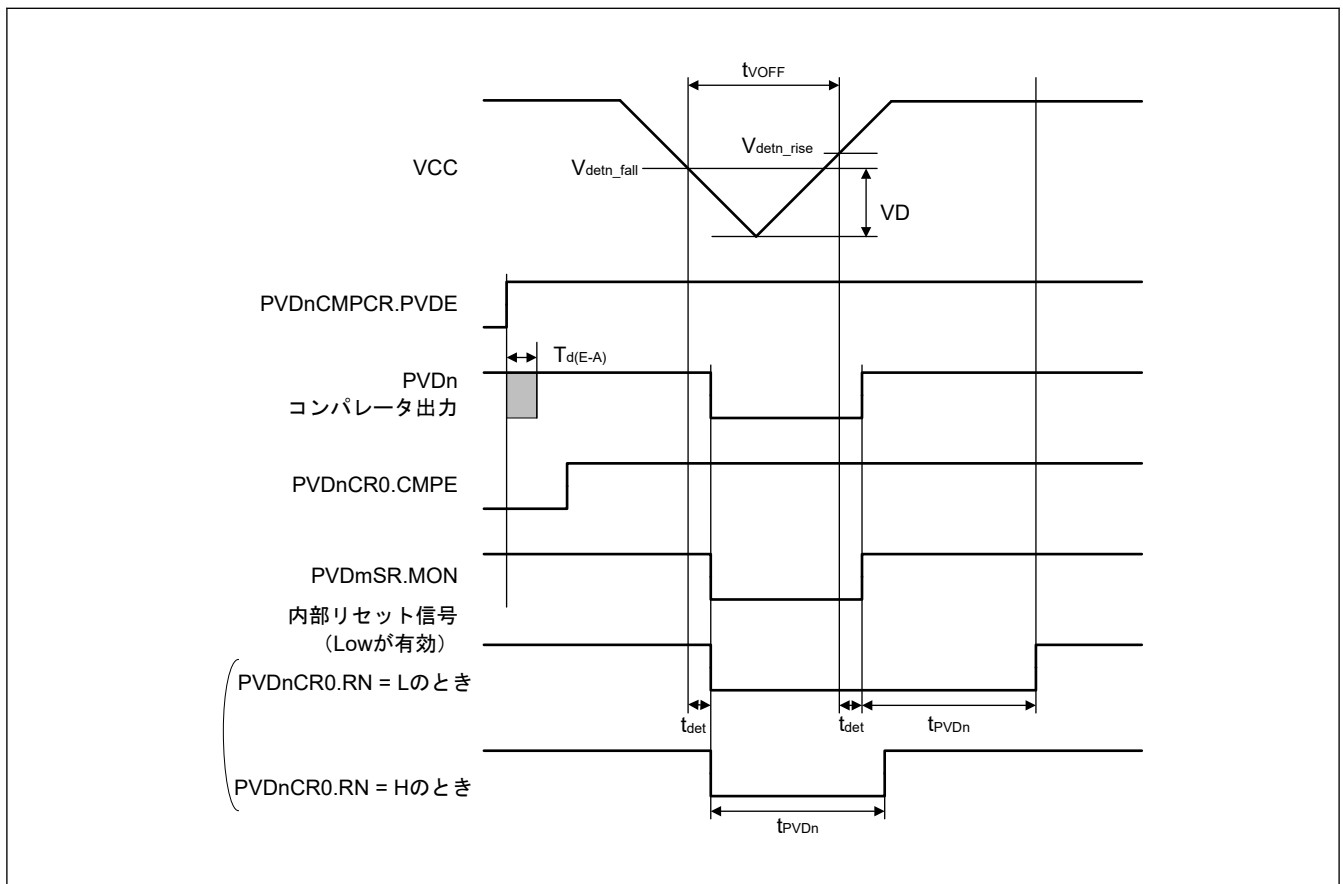 tVOFF
Vdetn_rise
VCC
Vdetn_fall
VD
PVDnCMPCR.PVDE
Td(E-A)
PVDn
コンパレータ出力
PVDnCR0.CMPE
PVDmSR.MON
内部リセット信号
（Lowが有効）
PVDnCR0.RN = Lのとき
tdet
tdet
tPVDn
PVDnCR0.RN = Hのとき
tPVDn